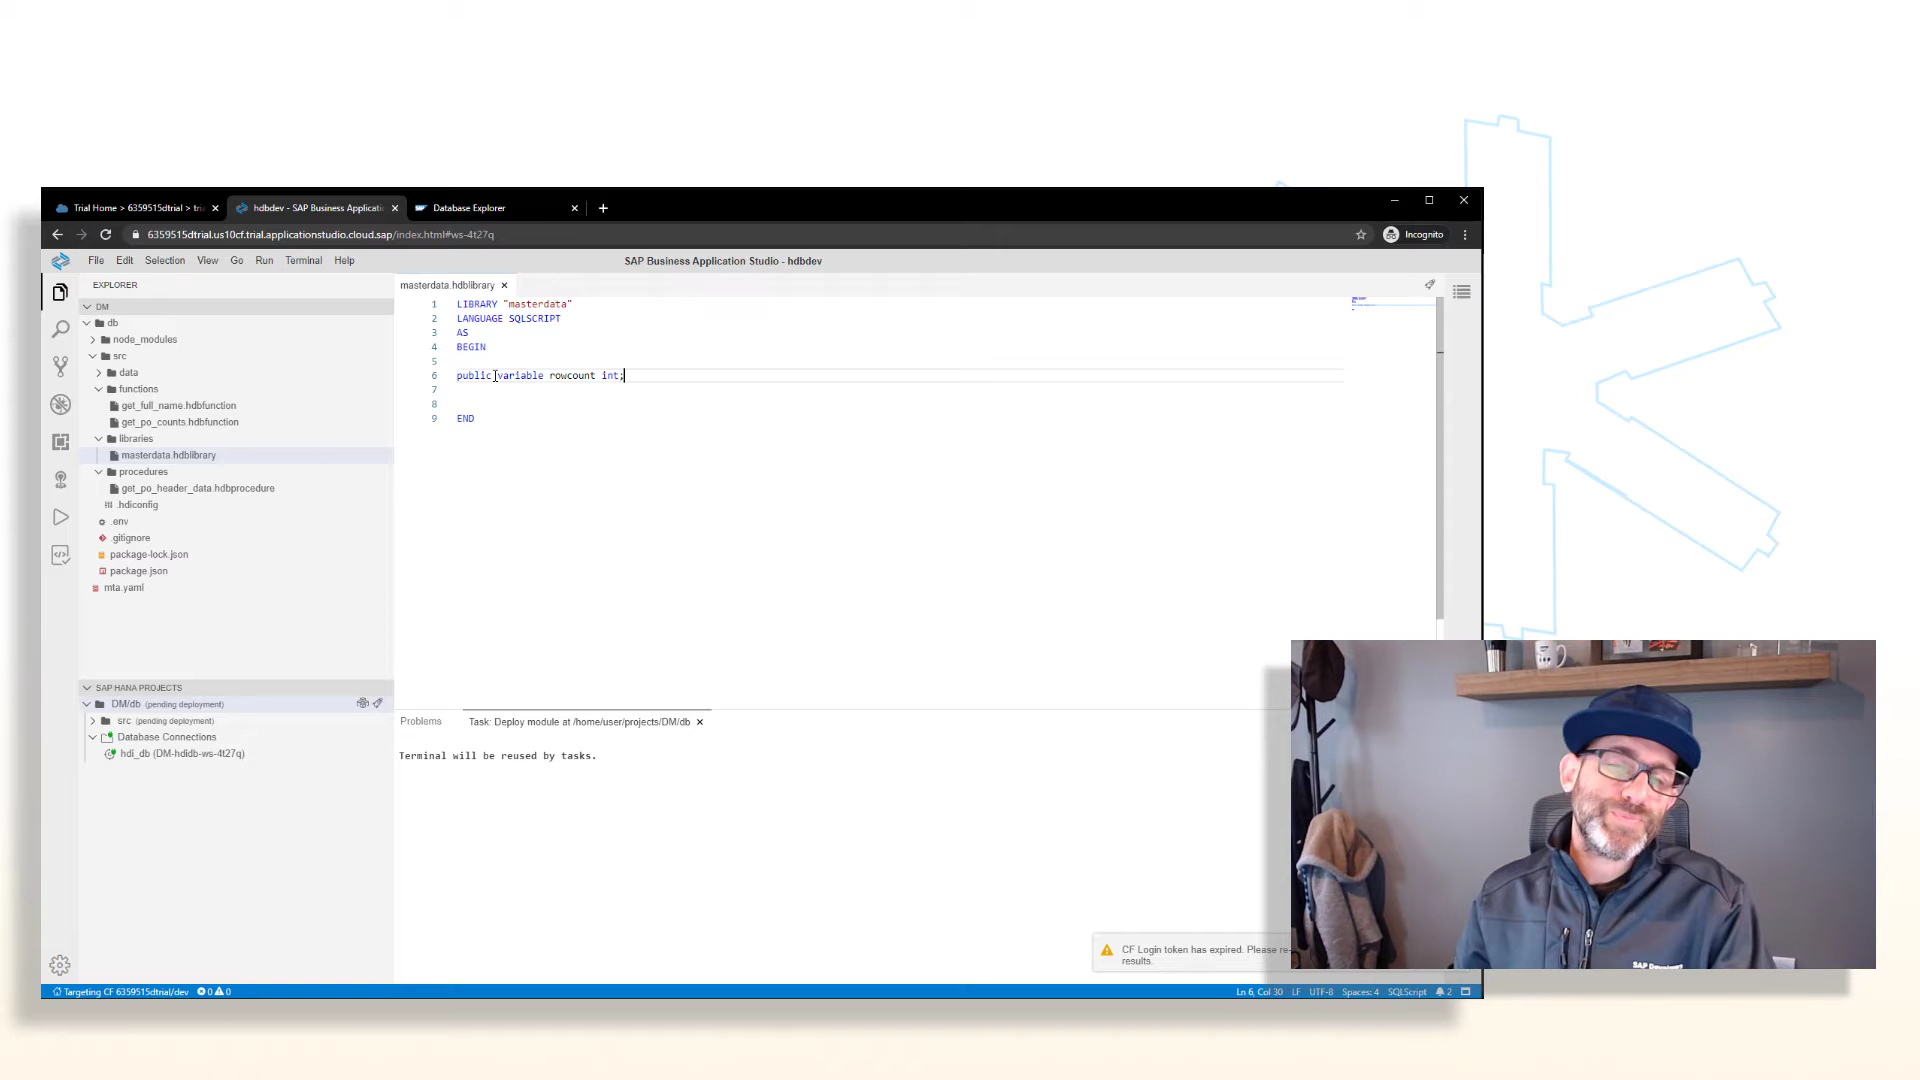 Trial Home > 6359515dtrial > tri
hdbdev - SAP Business Applicati
Database Explorer
6359515dtrial.us10cf.trial.applicationstudio.cloud.sap/index.html#ws-4t27q
Incognito
File Edit Selection View Go Run Terminal Help
SAP Business Application Studio - hdbdev
EXPLORER
DM
db
node_modules
src
data
functions
get_full_name.hdbfunction
get_po_counts.hdbfunction
libraries
masterdata.hdblibrary
procedures
get_po_header_data.hdbprocedure
.hdiconfig
.env
.gitignore
package-lock.json
package.json
mta.yaml
SAP HANA PROJECTS
DM/db (pending deployment)
src (pending deployment)
Database Connections
hdi_db (DM-hdidb-ws-4t27q)
masterdata.hdblibrary
1 LIBRARY "masterdata"
2 LANGUAGE SQLSCRIPT
3 AS
4 BEGIN
5
6 public variable rowcount int;
7
8
9 END
Problems
Task: Deploy module at /home/user/projects/DM/db
Terminal will be reused by tasks.
CF Login token has expired. Please re-
results.
Targeting CF 6359515dtrial/dev 0 0
Ln 6, Col 30 LF UTF-8 Spaces: 4 SQLScript 2
SAP Developers